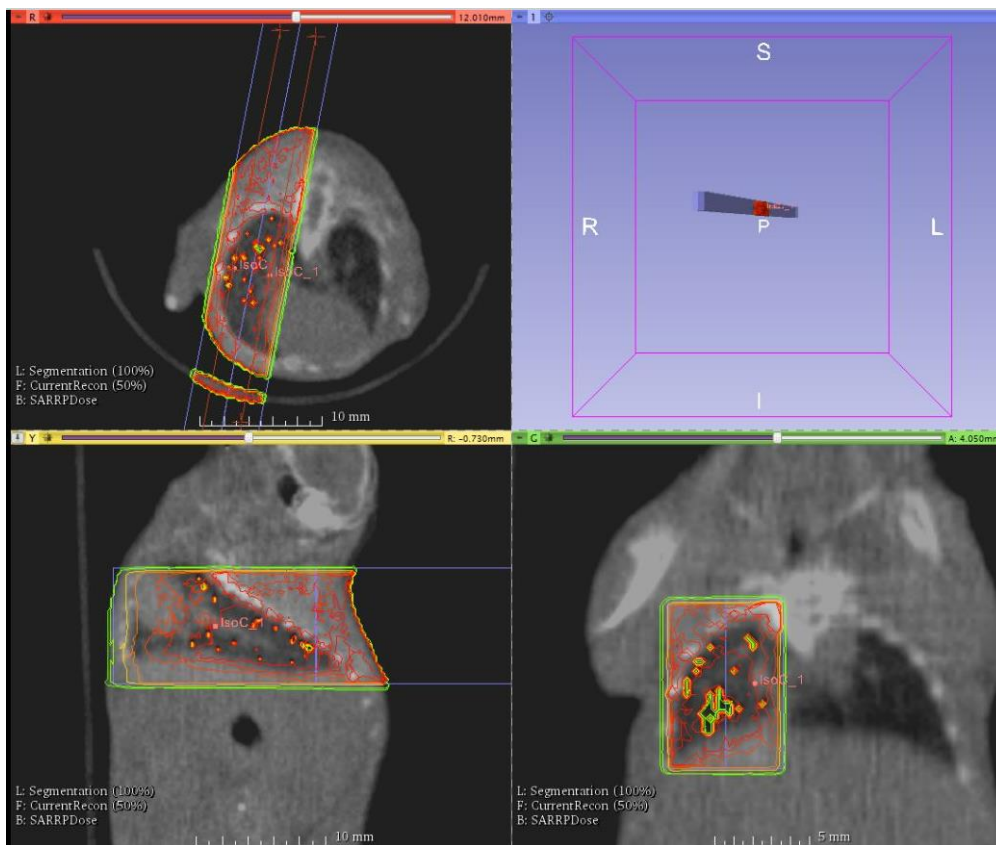 R 12.010mm
1
S
R
L
P
I
IsoC
IsoC_1
L: Segmentation (100%)
F: CurrentRecon (50%)
B: SARRPDose
10 mm
Y R: -0.730mm
IsoC_1
L: Segmentation (100%)
F: CurrentRecon (50%)
B: SARRPDose
10 mm
G A: 4.050mm
IsoC_1
L: Segmentation (100%)
F: CurrentRecon (50%)
B: SARRPDose
5 mm